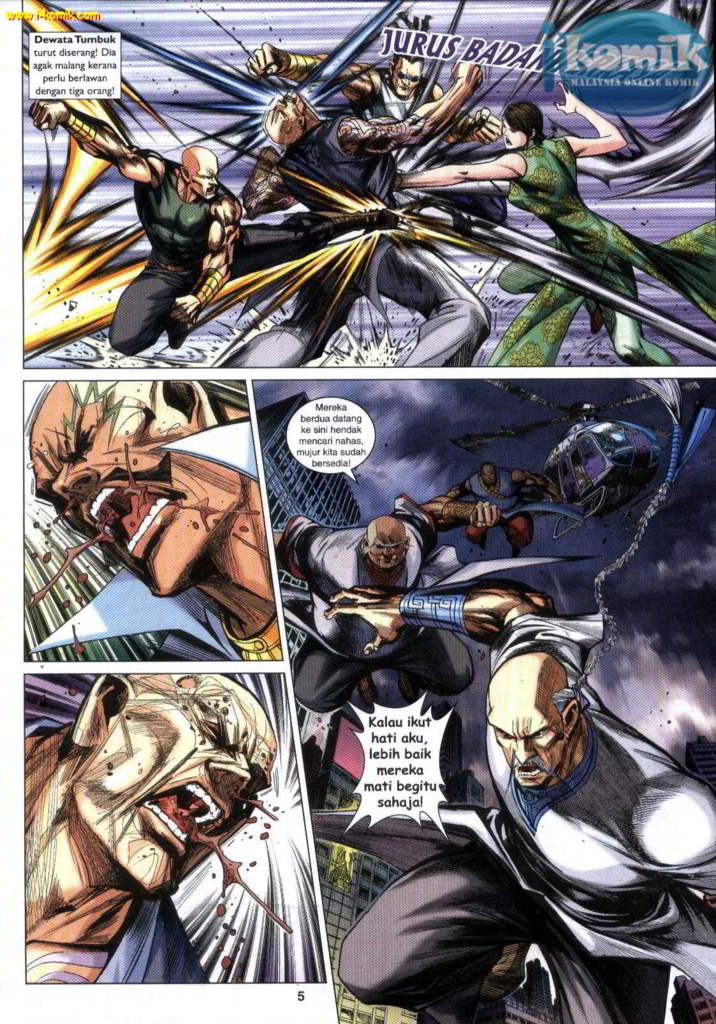 www.i-komik.com
Dewata Tumbuk
turut diserang! Dia
agak malang kerana
perlu berlawan
dengan tiga orang!
JURUS BADAI
komik
MALAYSIA ONLINE KOMIK
Mereka
berdua datang
ke sini hendak
mencari nahas,
mujur kita sudah
bersedia!
Kalau ikut
hati aku,
lebih baik
mereka
mati begitu
sahaja!
5